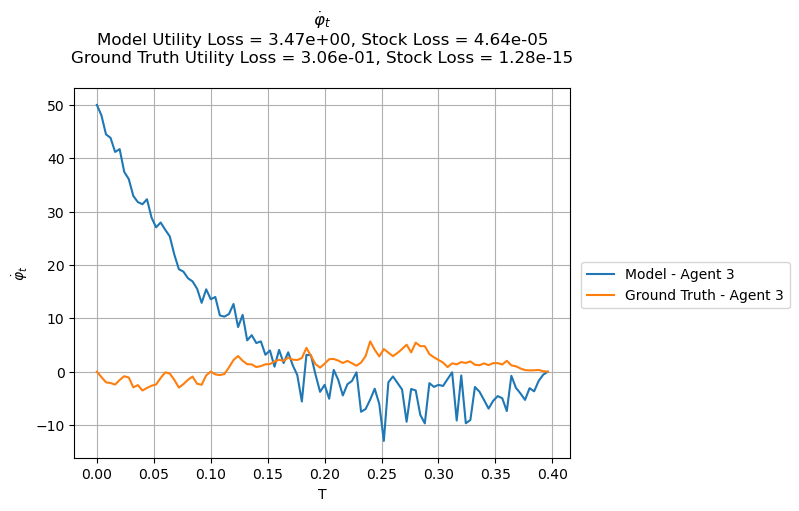 φ̇ₜ
Model Utility Loss = 3.47e+00, Stock Loss = 4.64e-05
Ground Truth Utility Loss = 3.06e-01, Stock Loss = 1.28e-15
50
40
30
20
10
0
−10
φ̇ₜ
0.00 0.05 0.10 0.15 0.20 0.25 0.30 0.35 0.40
T
Model - Agent 3
Ground Truth - Agent 3